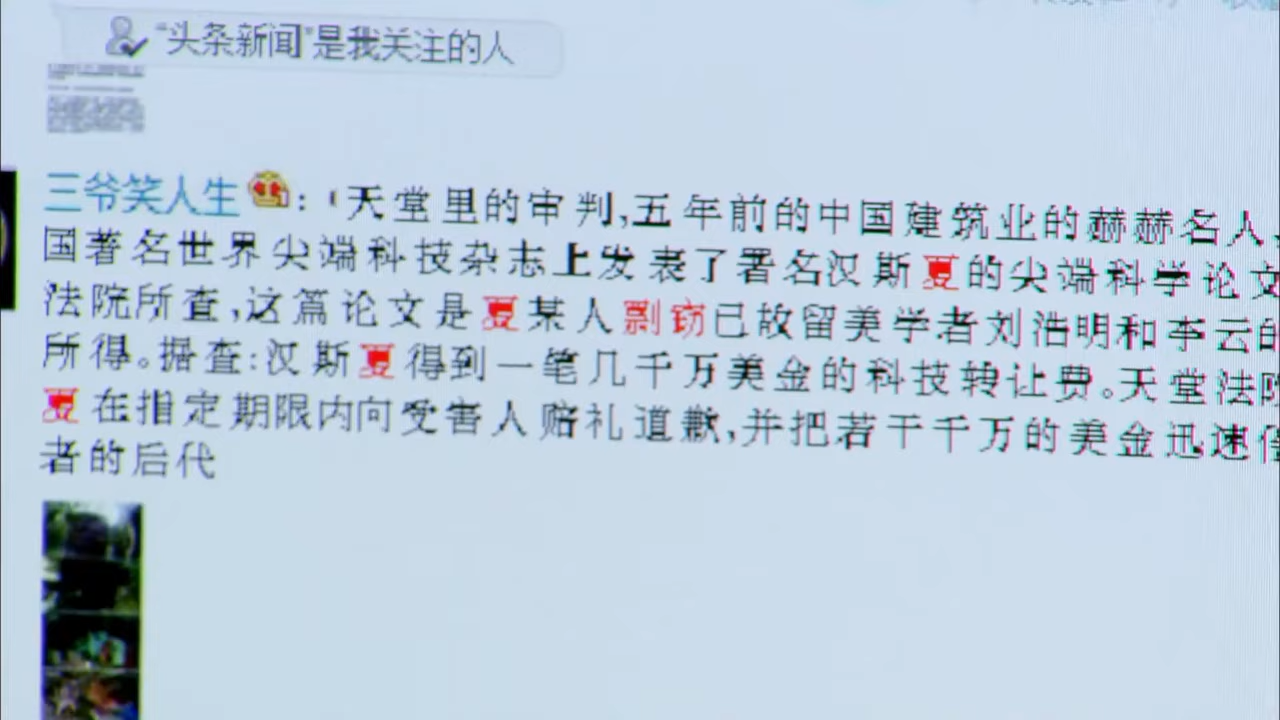 “头条新闻”是我关注的人
三爷笑人生：（天堂里的审判,五年前的中国建筑业的赫赫名人
国著名世界尖端科技杂志上发表了署名汉斯夏的尖端科学论文
法院所查,这篇论文是夏某人剽窃已故留美学者刘浩明和李云的
所得。据查:汉斯夏得到一笔几千万美金的科技转让费。天堂法院
夏在指定期限内向受害人赔礼道歉,并把若干千万的美金迅速
者的后代